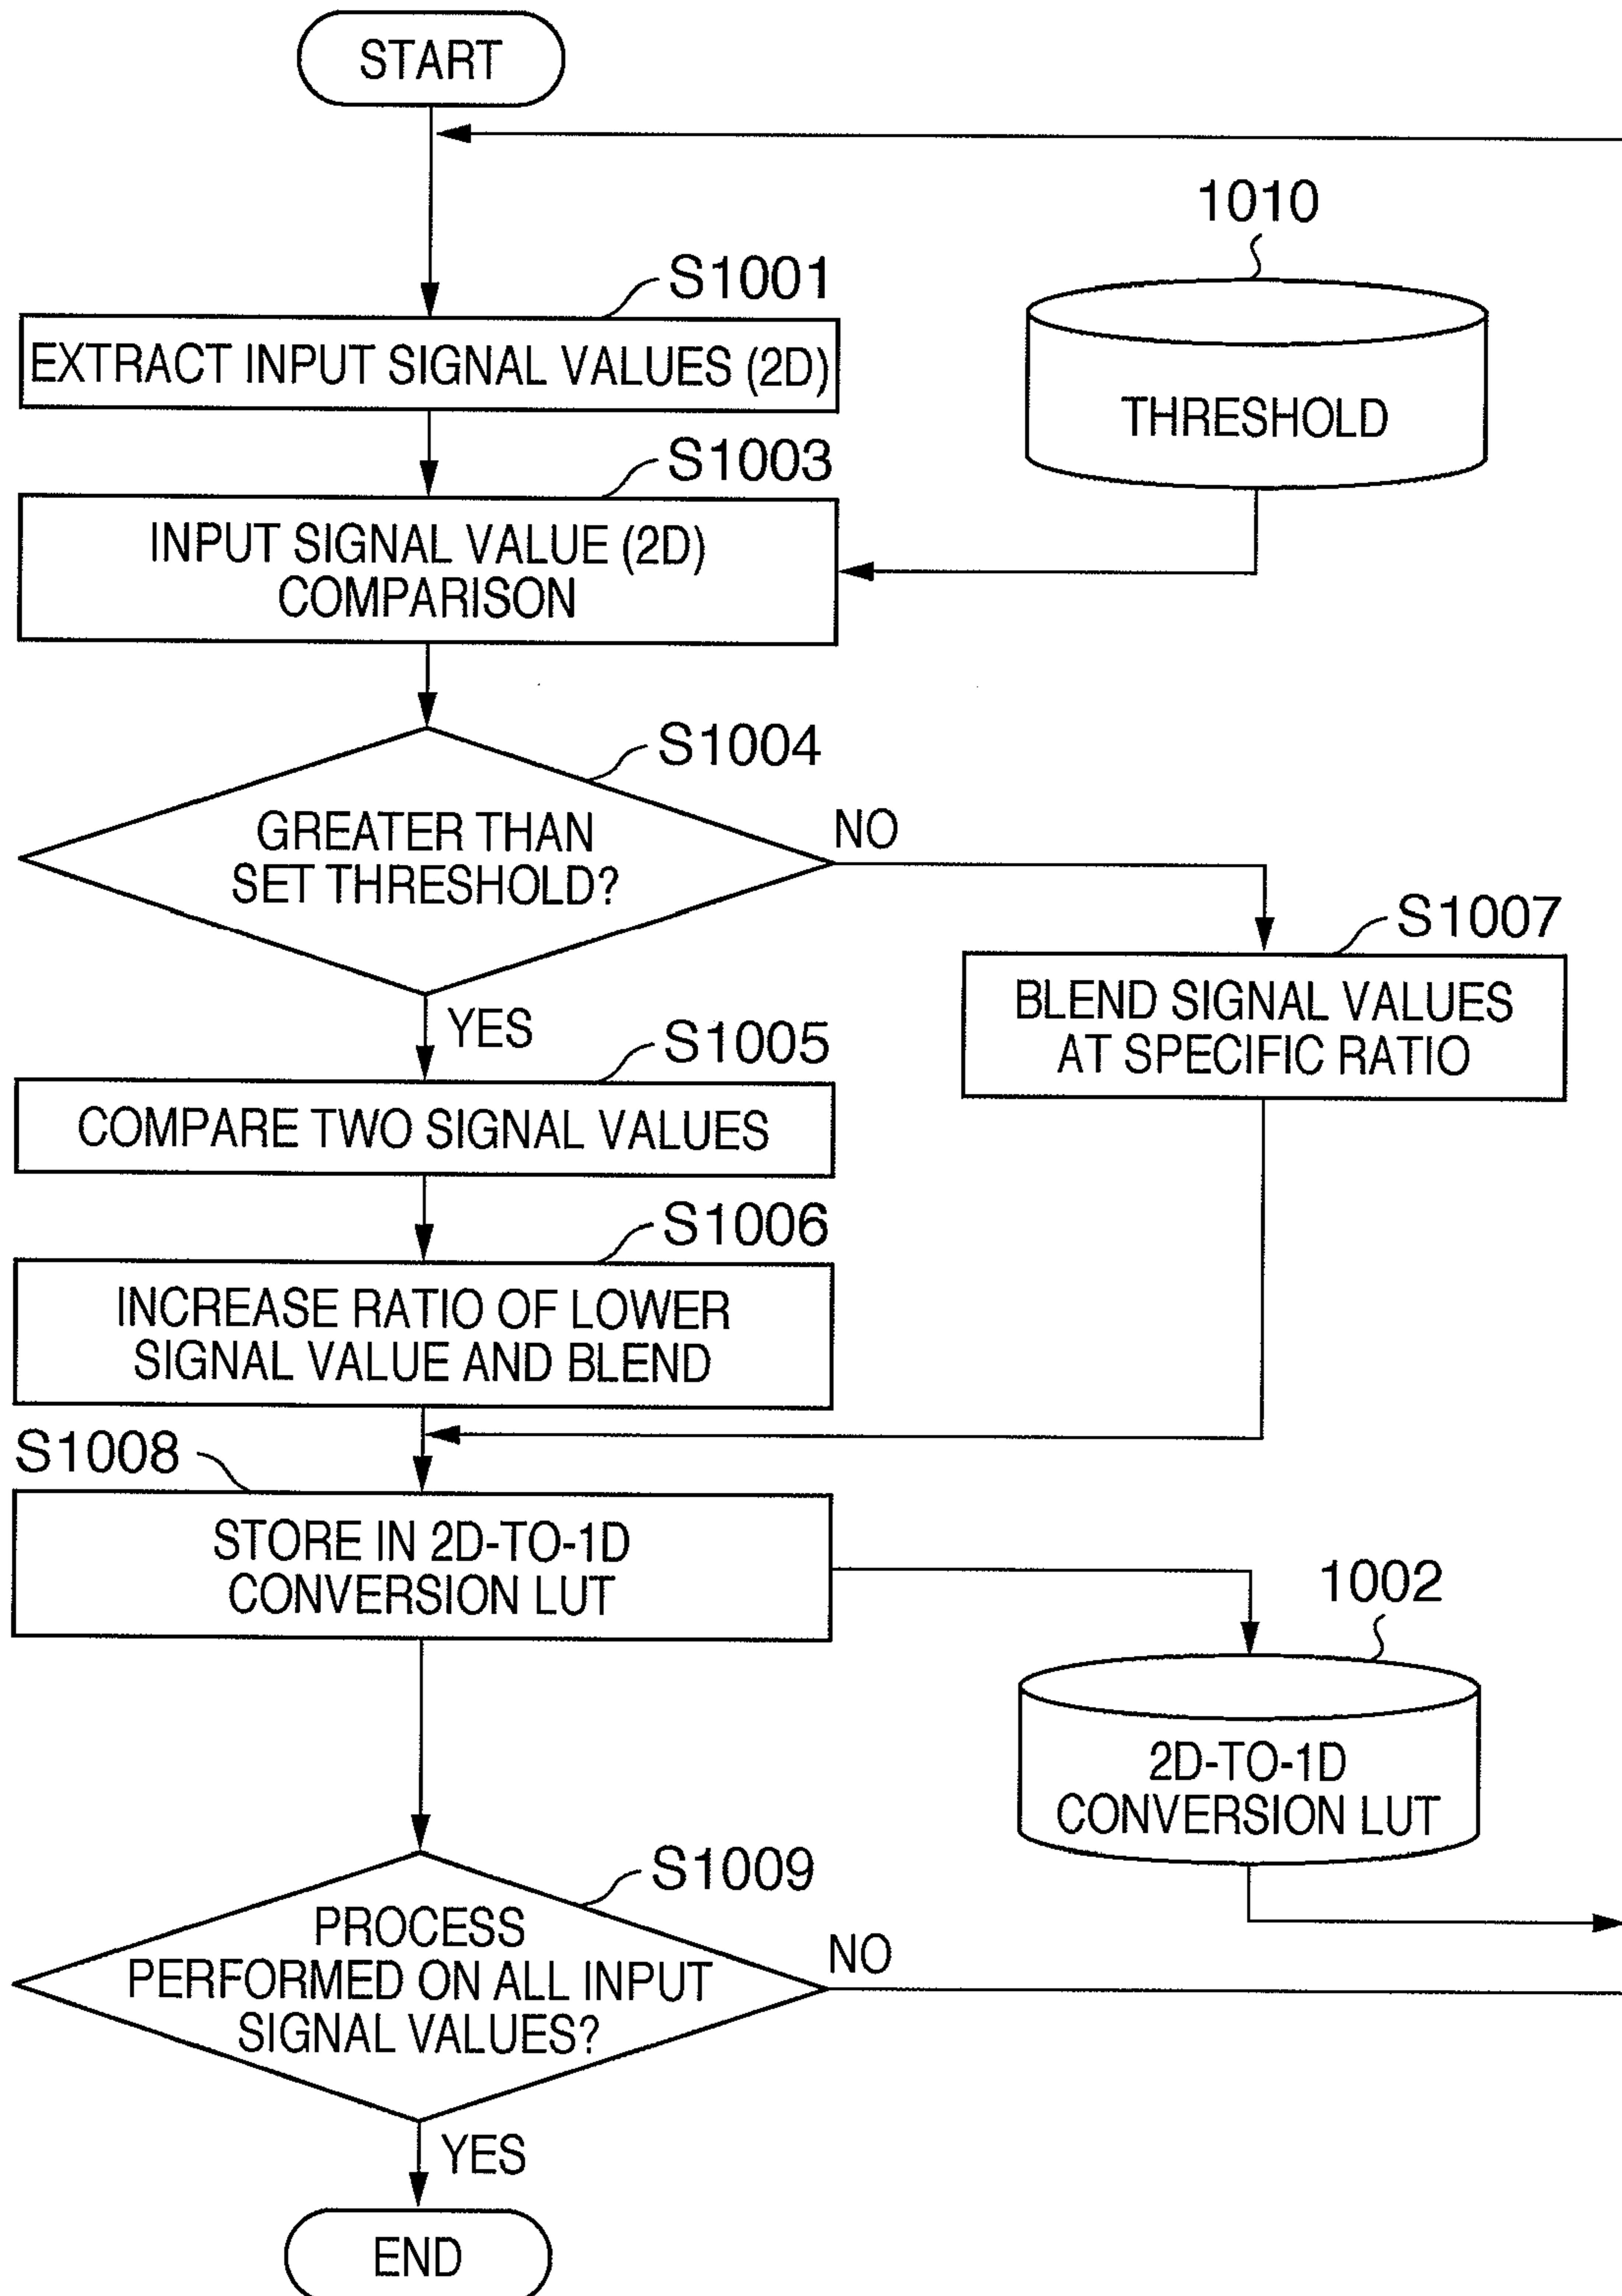 START
1010
S1001
EXTRACT INPUT SIGNAL VALUES (2D)
THRESHOLD
S1003
INPUT SIGNAL VALUE (2D)
COMPARISON
S1004
GREATER THAN
SET THRESHOLD?
NO
S1007
BLEND SIGNAL VALUES
AT SPECIFIC RATIO
YES
S1005
COMPARE TWO SIGNAL VALUES
S1006
INCREASE RATIO OF LOWER
SIGNAL VALUE AND BLEND
S1008
STORE IN 2D-TO-1D
CONVERSION LUT
1002
2D-TO-1D
CONVERSION LUT
S1009
PROCESS
PERFORMED ON ALL INPUT
SIGNAL VALUES?
NO
YES
END